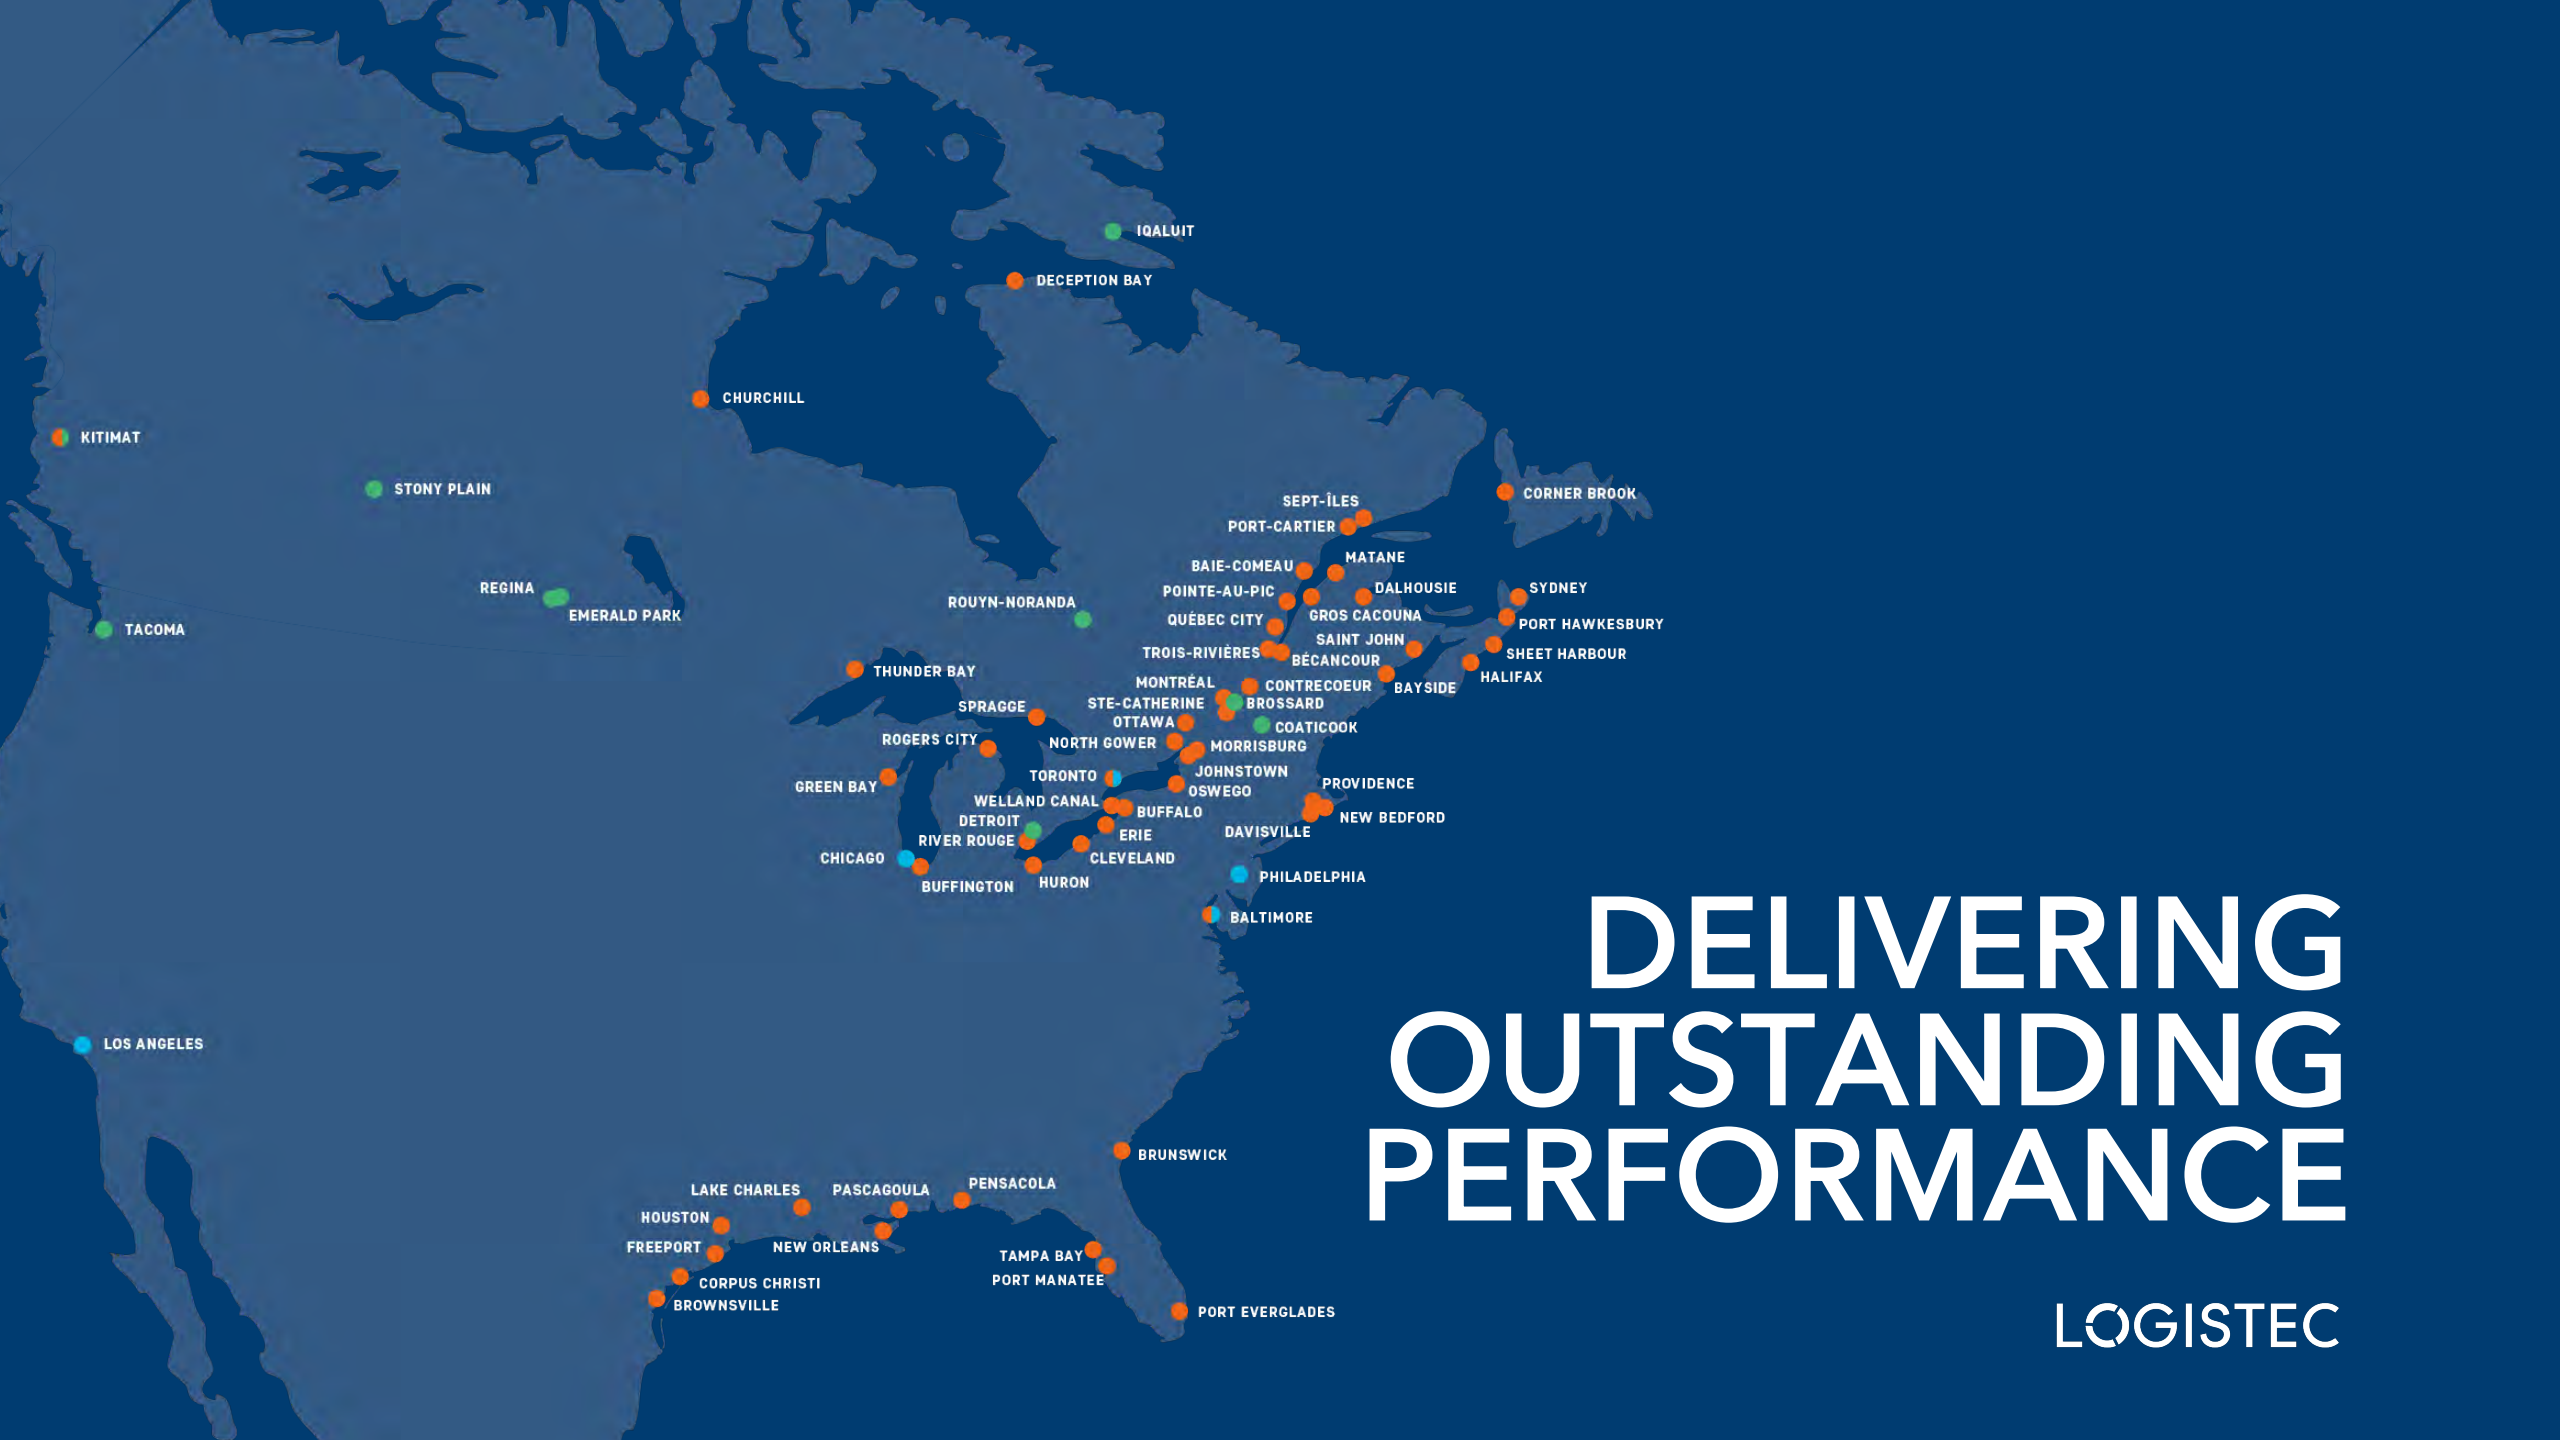 IQALUIT
DECEPTION BAY
CHURCHILL
KITIMAT
STONY PLAIN
CORNER BROOK
SEPT-ÎLES
PORT-CARTIER
MATANE
BAIE-COMEAU
REGINA
POINTE-AU-PIC
DALHOUSIE
SYDNEY
ROUYN-NORANDA
EMERALD PARK
GROS CACOUNA
QUÉBEC CITY
PORT HAWKESBURY
TACOMA
SAINT JOHN
TROIS-RIVIÈRES
SHEET HARBOUR
BÉCANCOUR
THUNDER BAY
HALIFAX
MONTRÉAL
CONTRECOEUR
BAYSIDE
STE-CATHERINE
BROSSARD
SPRAGGE
OTTAWA
COATICOOK
ROGERS CITY
NORTH GOWER
MORRISBURG
JOHNSTOWN
TORONTO
PROVIDENCE
GREEN BAY
OSWEGO
WELLAND CANAL
BUFFALO
NEW BEDFORD
DETROIT
DAVISVILLE
ERIE
RIVER ROUGE
CHICAGO
CLEVELAND
HURON
BUFFINGTON
PHILADELPHIA
BALTIMORE
LOS ANGELES
BRUNSWICK
PENSACOLA
LAKE CHARLES
PASCAGOULA
HOUSTON
FREEPORT
NEW ORLEANS
TAMPA BAY
PORT MANATEE
CORPUS CHRISTI
BROWNSVILLE
PORT EVERGLADES
DELIVERING
OUTSTANDING
PERFORMANCE
LOGISTEC